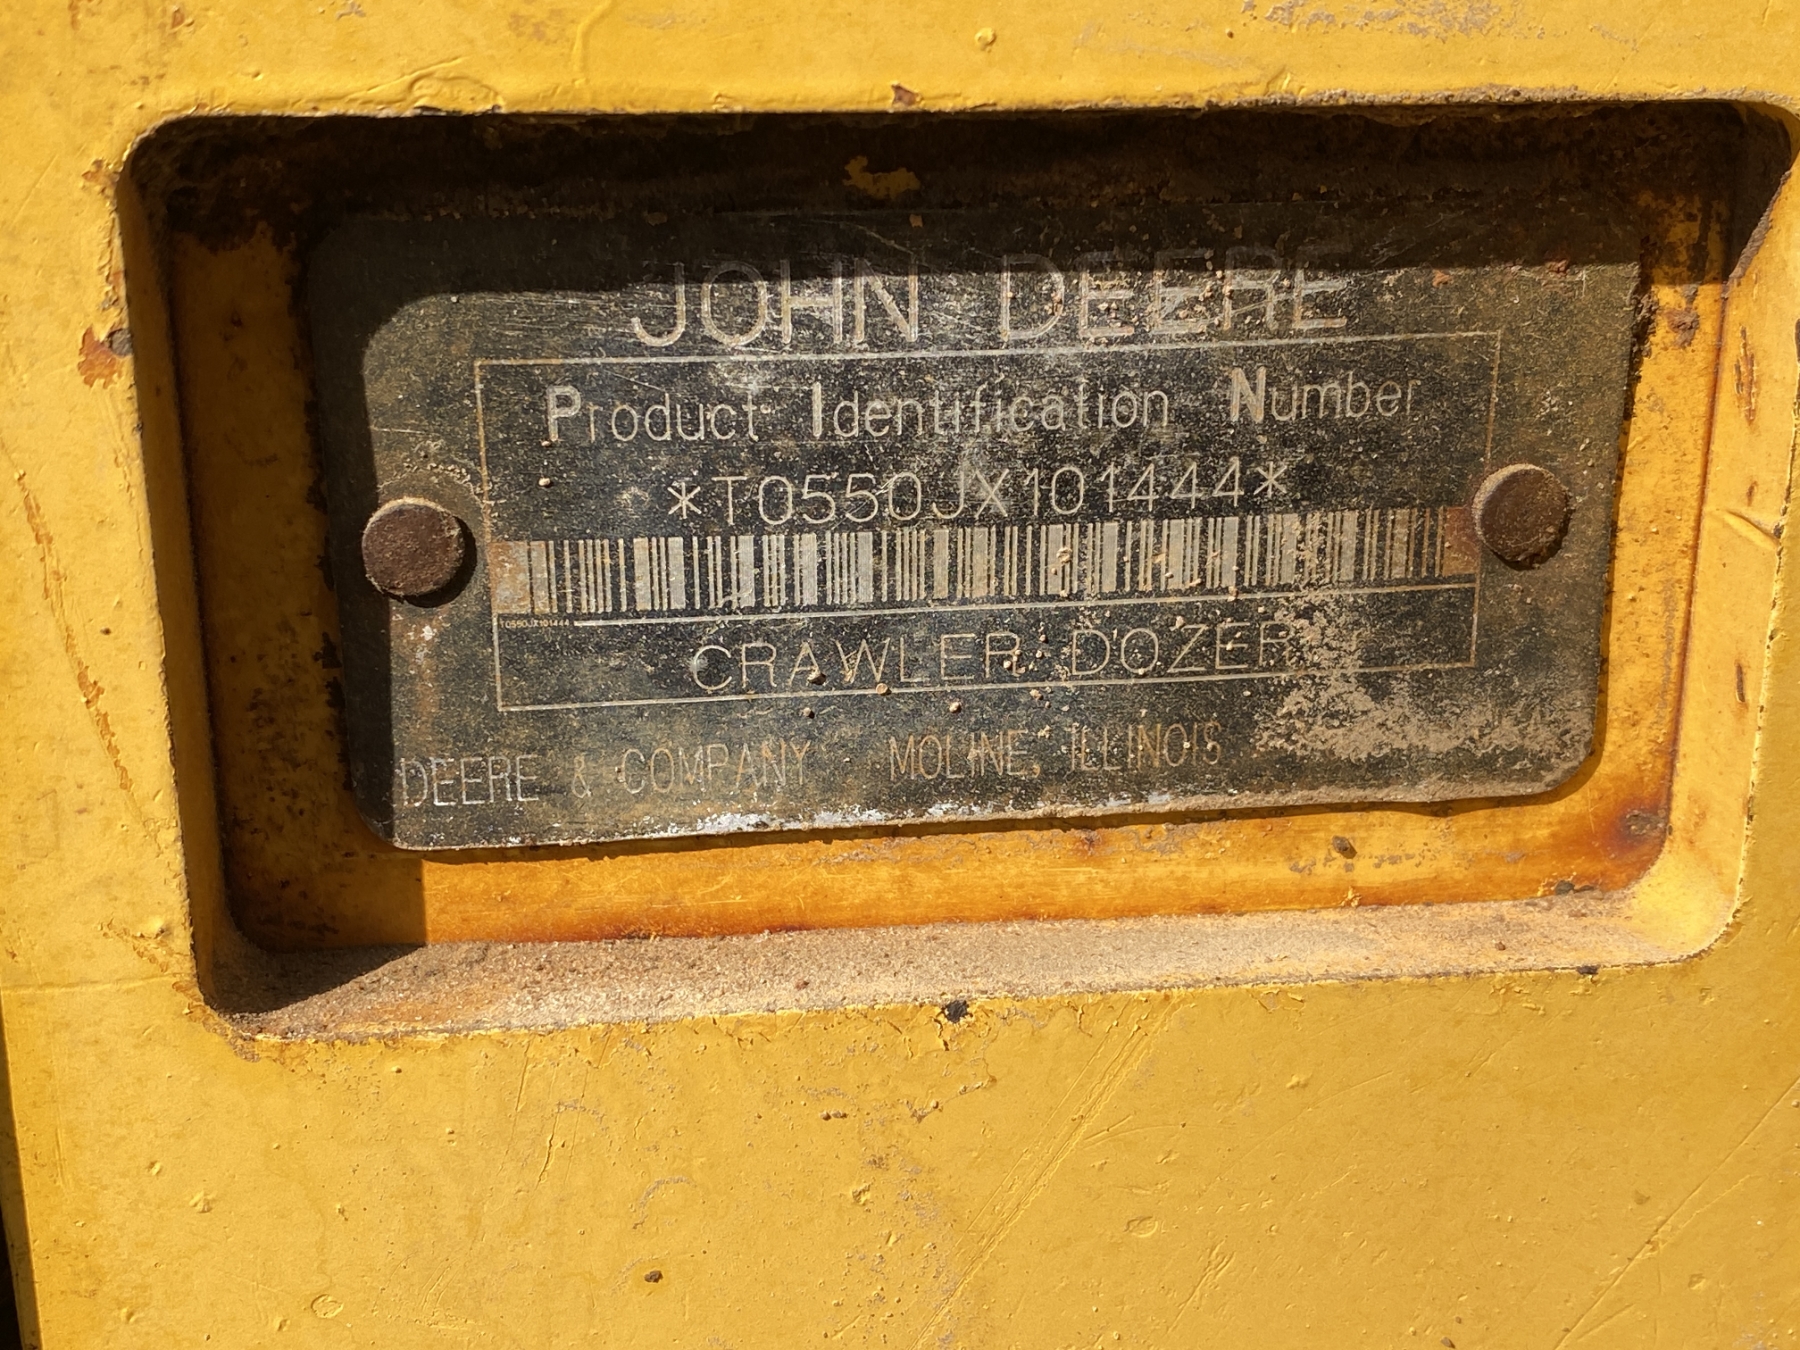 JOHN DEERE
Product Identification Number
*T0550JX101444*
T0550JX101444
CRAWLER DOZER
DEERE & COMPANY MOLINE, ILLINOIS